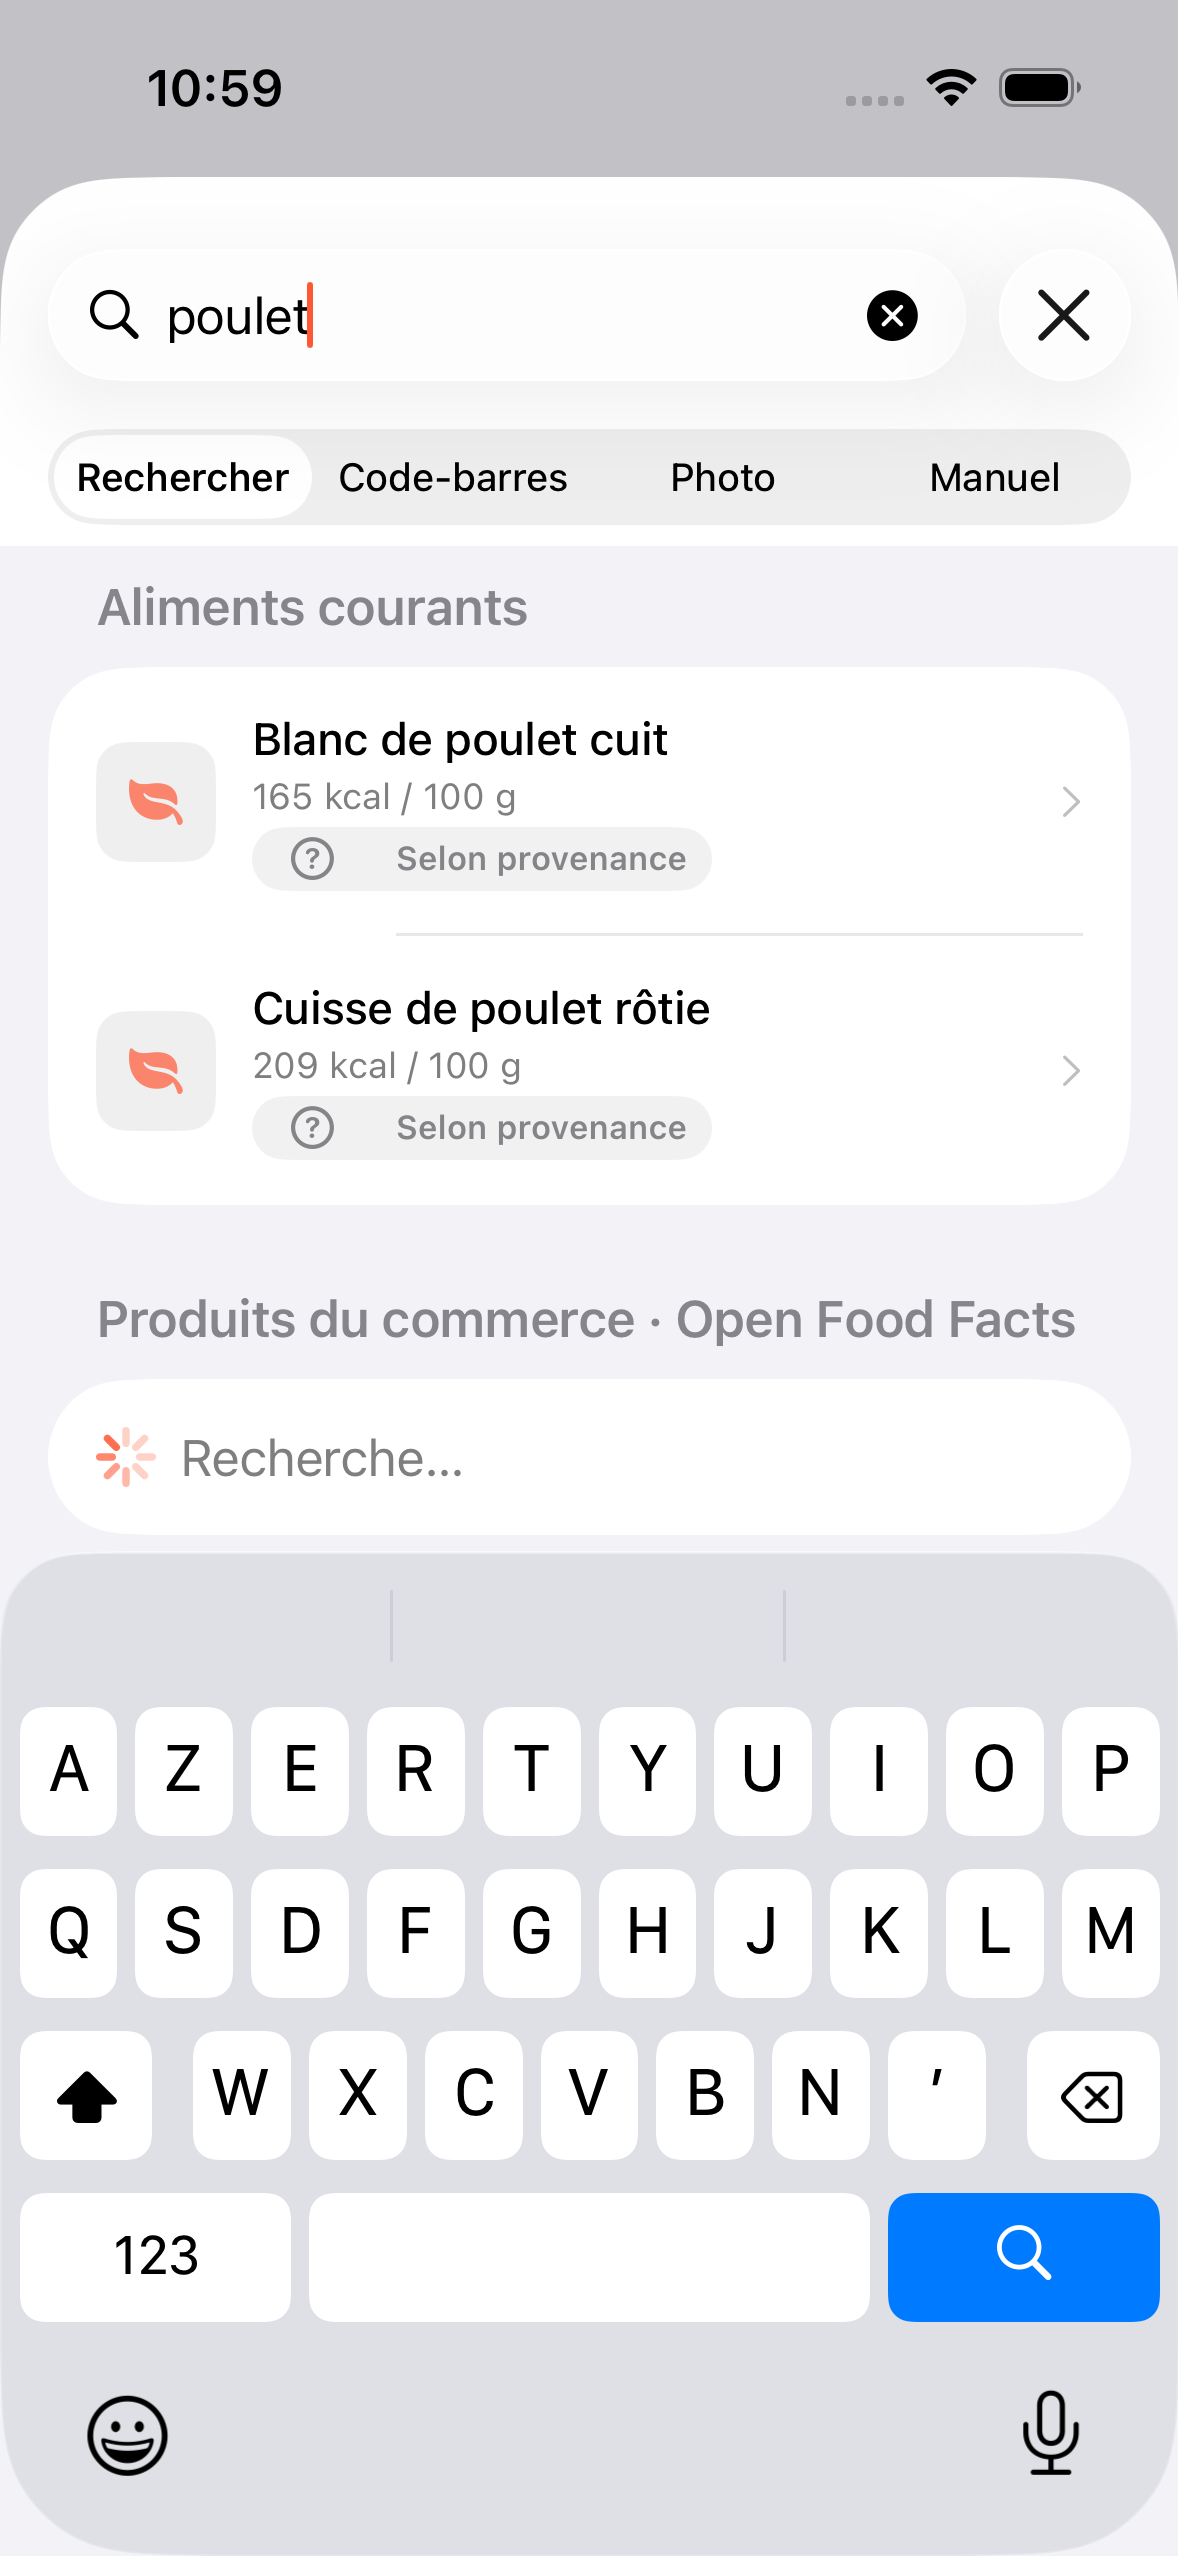 10:59
poulet
Rechercher Code-barres Photo Manuel
Aliments courants
Blanc de poulet cuit
165 kcal / 100 g
? Selon provenance
Cuisse de poulet rôtie
209 kcal / 100 g
? Selon provenance
Produits du commerce · Open Food Facts
Recherche...
A Z E R T Y U I O P
Q S D F G H J K L M
W X C V B N ′
123